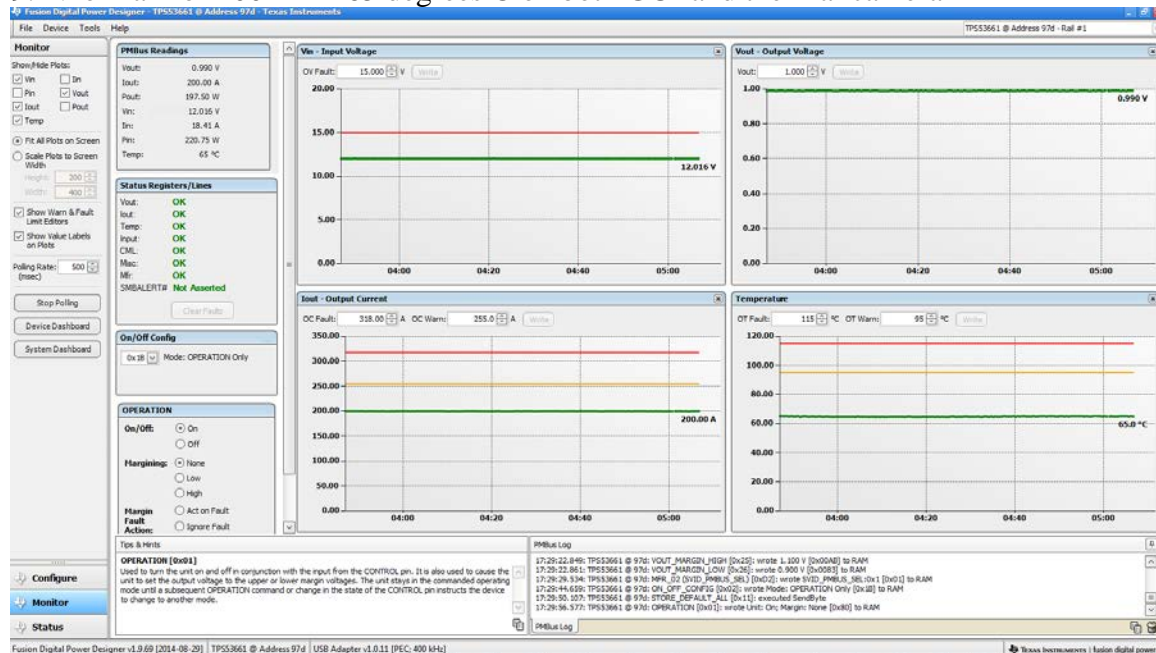 Fusion Digital Power Designer - TPS53661 @ Address 97d - Texas Instruments
File Device Tools Help
TPS53661 @ Address 97d - Rail #1
Monitor
Show/Hide Plots:
Vin Iin
Pin Vout
Iout Pout
Temp
Fit All Plots on Screen
Scale Plots to Screen
Width
Height: 200
Width: 400
Show Warn & Fault
Limit Editors
Show Value Labels
on Plots
Polling Rate: 500
(msec)
Stop Polling
Device Dashboard
System Dashboard
Configure
Monitor
Status
PMBus Readings
Vout: 0.990 V
Iout: 200.00 A
Pout: 197.50 W
Vin: 12.016 V
Iin: 18.41 A
Pin: 220.75 W
Temp: 65 °C
Status Registers/Lines
Vout: OK
Iout: OK
Temp: OK
Input: OK
CML: OK
Misc: OK
Mfr: OK
SMBALERT# Not Asserted
Clear Faults
On/Off Config
0x1B Mode: OPERATION Only
OPERATION
On/Off: On
Off
Margining: None
Low
High
Margin Fault Action: Act on Fault
Ignore Fault
Vin - Input Voltage
OV Fault: 15.000 V Write
20.00
15.00
10.00
5.00
0.00
12.016 V
04:00 04:20 04:40 05:00
Vout - Output Voltage
Vout: 1.000 V Write
1.00
0.80
0.60
0.40
0.20
0.00
0.990 V
04:00 04:20 04:40 05:00
Iout - Output Current
OC Fault: 318.00 A OC Warn: 255.0 A Write
350.00
300.00
250.00
200.00
150.00
100.00
50.00
0.00
200.00 A
04:00 04:20 04:40 05:00
Temperature
OT Fault: 115 °C OT Warn: 95 °C Write
120.00
100.00
80.00
60.00
40.00
20.00
0.00
65.0 °C
04:00 04:20 04:40 05:00
Tips & Hints
OPERATION [0x01]
Used to turn the unit on and off in conjunction with the input from the CONTROL pin. It is also used to cause the
unit to set the output voltage to the upper or lower margin voltages. The unit stays in the commanded operating
mode until a subsequent OPERATION command or change in the state of the CONTROL pin instructs the device
to change to another mode.
PMBus Log
17:29:22.849: TPS53661 @ 97d: VOUT_MARGIN_HIGH [0x25]: wrote 1.100 V [0x00AB] to RAM
17:29:22.861: TPS53661 @ 97d: VOUT_MARGIN_LOW [0x26]: wrote 0.900 V [0x0083] to RAM
17:29:29.534: TPS53661 @ 97d: MFR_02 (SVID_PMBUS_SEL) [0xD2]: wrote SVID_PMBUS_SEL:0x1 [0x01] to RAM
17:29:44.659: TPS53661 @ 97d: ON_OFF_CONFIG [0x02]: wrote Mode: OPERATION Only [0x1B] to RAM
17:29:50.107: TPS53661 @ 97d: STORE_DEFAULT_ALL [0x11]: executed SendByte
17:29:56.577: TPS53661 @ 97d: OPERATION [0x01]: wrote Unit: On; Margin: None [0x80] to RAM
PMBus Log
Fusion Digital Power Designer v1.9.69 [2014-08-29] TPS53661 @ Address 97d USB Adapter v1.0.11 [PEC; 400 kHz]
TEXAS INSTRUMENTS | fusion digital power